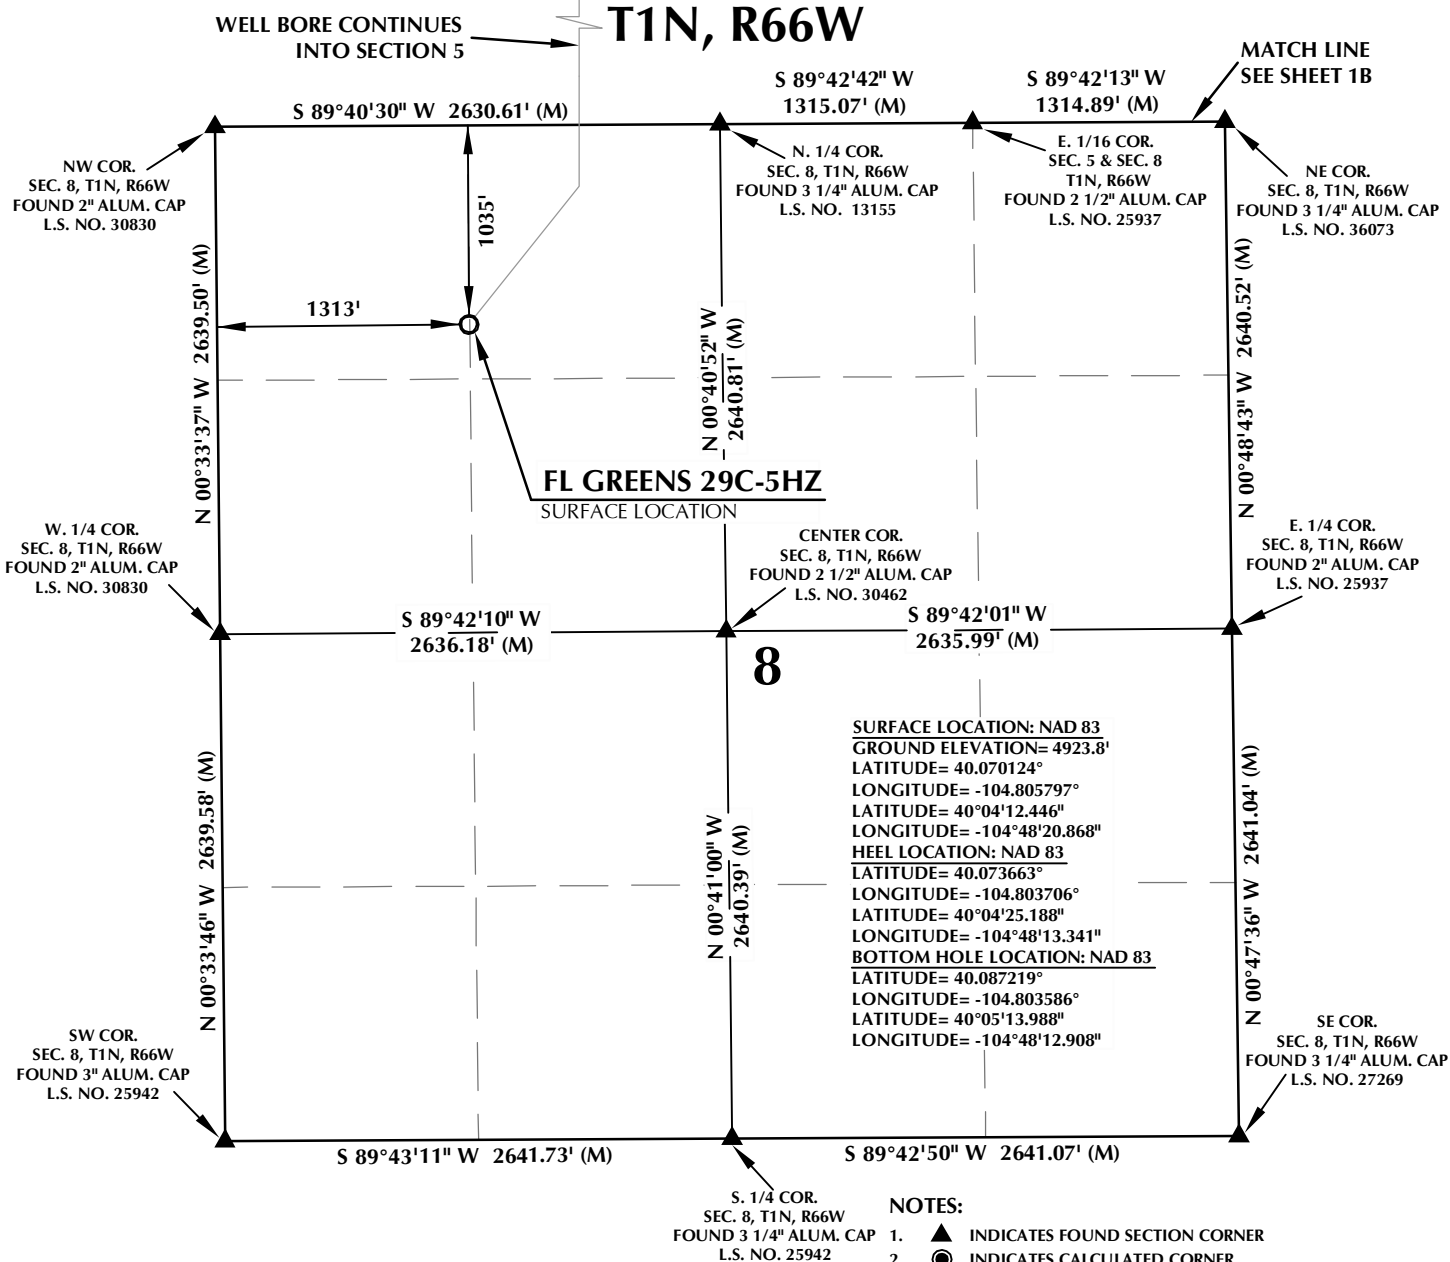 T1N, R66W
WELL BORE CONTINUES
INTO SECTION 5
MATCH LINE
SEE SHEET 1B
S 89°40'30" W 2630.61' (M)
S 89°42'42" W
1315.07' (M)
S 89°42'13" W
1314.89' (M)
NW COR.
SEC. 8, T1N, R66W
FOUND 2" ALUM. CAP
L.S. NO. 30830
N. 1/4 COR.
SEC. 8, T1N, R66W
FOUND 3 1/4" ALUM. CAP
L.S. NO. 13155
E. 1/16 COR.
SEC. 5 & SEC. 8
T1N, R66W
FOUND 2 1/2" ALUM. CAP
L.S. NO. 25937
NE COR.
SEC. 8, T1N, R66W
FOUND 3 1/4" ALUM. CAP
L.S. NO. 36073
1035'
1313'
N 00°33'37" W 2639.50' (M)
N 00°40'52" W
2640.81' (M)
N 00°48'43" W 2640.52' (M)
FL GREENS 29C-5HZ
SURFACE LOCATION
W. 1/4 COR.
SEC. 8, T1N, R66W
FOUND 2" ALUM. CAP
L.S. NO. 30830
CENTER COR.
SEC. 8, T1N, R66W
FOUND 2 1/2" ALUM. CAP
L.S. NO. 30462
E. 1/4 COR.
SEC. 8, T1N, R66W
FOUND 2" ALUM. CAP
L.S. NO. 25937
S 89°42'10" W
2636.18' (M)
S 89°42'01" W
2635.99' (M)
8
SURFACE LOCATION: NAD 83
GROUND ELEVATION= 4923.8'
LATITUDE= 40.070124°
LONGITUDE= -104.805797°
LATITUDE= 40°04'12.446"
LONGITUDE= -104°48'20.868"
HEEL LOCATION: NAD 83
LATITUDE= 40.073663°
LONGITUDE= -104.803706°
LATITUDE= 40°04'25.188"
LONGITUDE= -104°48'13.341"
BOTTOM HOLE LOCATION: NAD 83
LATITUDE= 40.087219°
LONGITUDE= -104.803586°
LATITUDE= 40°05'13.988"
LONGITUDE= -104°48'12.908"
N 00°33'46" W 2639.58' (M)
N 00°41'00" W
2640.39' (M)
N 00°47'36" W 2641.04' (M)
SW COR.
SEC. 8, T1N, R66W
FOUND 3" ALUM. CAP
L.S. NO. 25942
SE COR.
SEC. 8, T1N, R66W
FOUND 3 1/4" ALUM. CAP
L.S. NO. 27269
S 89°43'11" W 2641.73' (M)
S 89°42'50" W 2641.07' (M)
S. 1/4 COR.
SEC. 8, T1N, R66W
FOUND 3 1/4" ALUM. CAP
L.S. NO. 25942
NOTES:
1. INDICATES FOUND SECTION CORNER
2. INDICATES CALCULATED CORNER